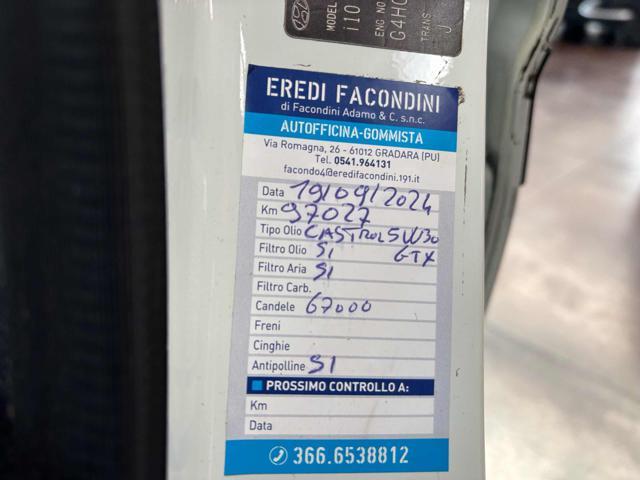 MODEL I10
ENG NO G4H
TRANS J
EREDI FACONDINI
di Facondini Adamo & C. s.n.c.
AUTOFFICINA-GOMMISTA
Via Romagna, 26 - 61012 GRADARA (PU)
Tel. 0541.964131
facondo4@eredifacondini.191.it
Data 19/09/2024
Km 97027
Tipo Olio CASTROL 5W30
Filtro Olio SI GTX
Filtro Aria SI
Filtro Carb.
Candele 67000
Freni
Cinghie
Antipolline SI
PROSSIMO CONTROLLO A:
Km
Data
366.6538812